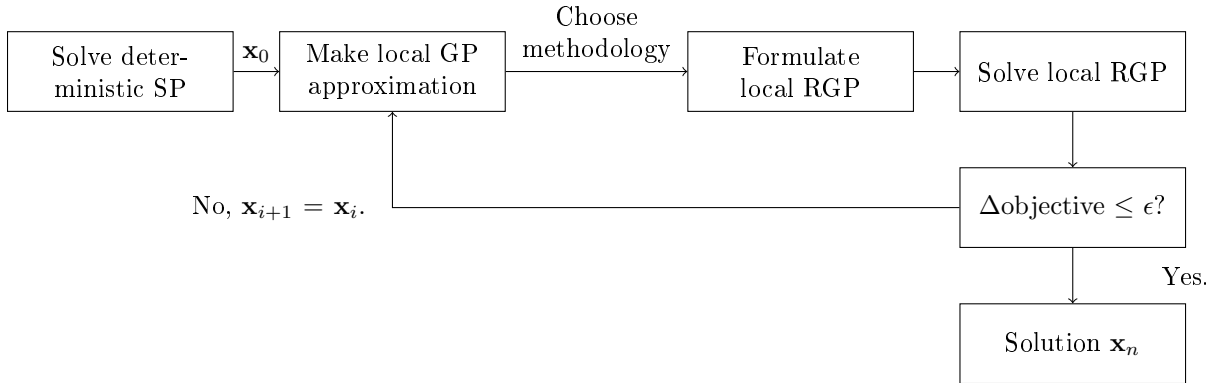 Solve deter-
ministic SP
x₀
Make local GP
approximation
Choose
methodology
Formulate
local RGP
Solve local RGP
Δobjective ≤ ϵ?
No, xᵢ₊₁ = xᵢ.
Yes.
Solution xₙ